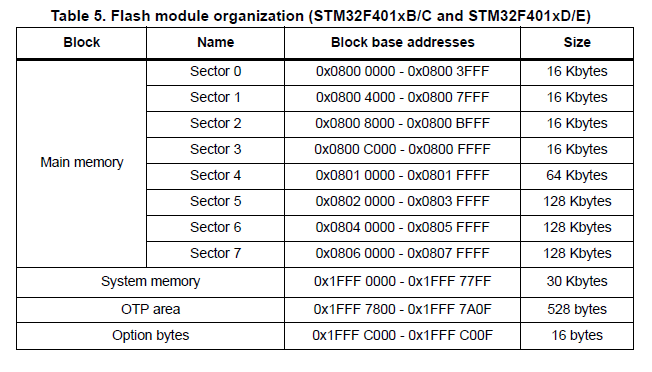 Table 5. Flash module organization (STM32F401xB/C and STM32F401xD/E)
Block Name Block base addresses Size
Main memory
Sector 0 0x0800 0000 - 0x0800 3FFF 16 Kbytes
Sector 1 0x0800 4000 - 0x0800 7FFF 16 Kbytes
Sector 2 0x0800 8000 - 0x0800 BFFF 16 Kbytes
Sector 3 0x0800 C000 - 0x0800 FFFF 16 Kbytes
Sector 4 0x0801 0000 - 0x0801 FFFF 64 Kbytes
Sector 5 0x0802 0000 - 0x0803 FFFF 128 Kbytes
Sector 6 0x0804 0000 - 0x0805 FFFF 128 Kbytes
Sector 7 0x0806 0000 - 0x0807 FFFF 128 Kbytes
System memory 0x1FFF 0000 - 0x1FFF 77FF 30 Kbytes
OTP area 0x1FFF 7800 - 0x1FFF 7A0F 528 bytes
Option bytes 0x1FFF C000 - 0x1FFF C00F 16 bytes